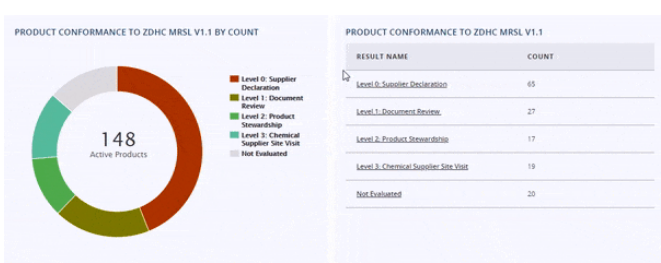 PRODUCT CONFORMANCE TO ZDHC MRSL V1.1 BY COUNT
148
Active Products
Level 0: Supplier
Declaration
Level 1: Document
Review
Level 2: Product
Stewardship
Level 3: Chemical
Supplier Site Visit
Not Evaluated
PRODUCT CONFORMANCE TO ZDHC MRSL V1.1
RESULT NAME COUNT
Level 0: Supplier Declaration 65
Level 1: Document Review 27
Level 2: Product Stewardship 17
Level 3: Chemical Supplier Site Visit 19
Not Evaluated 20